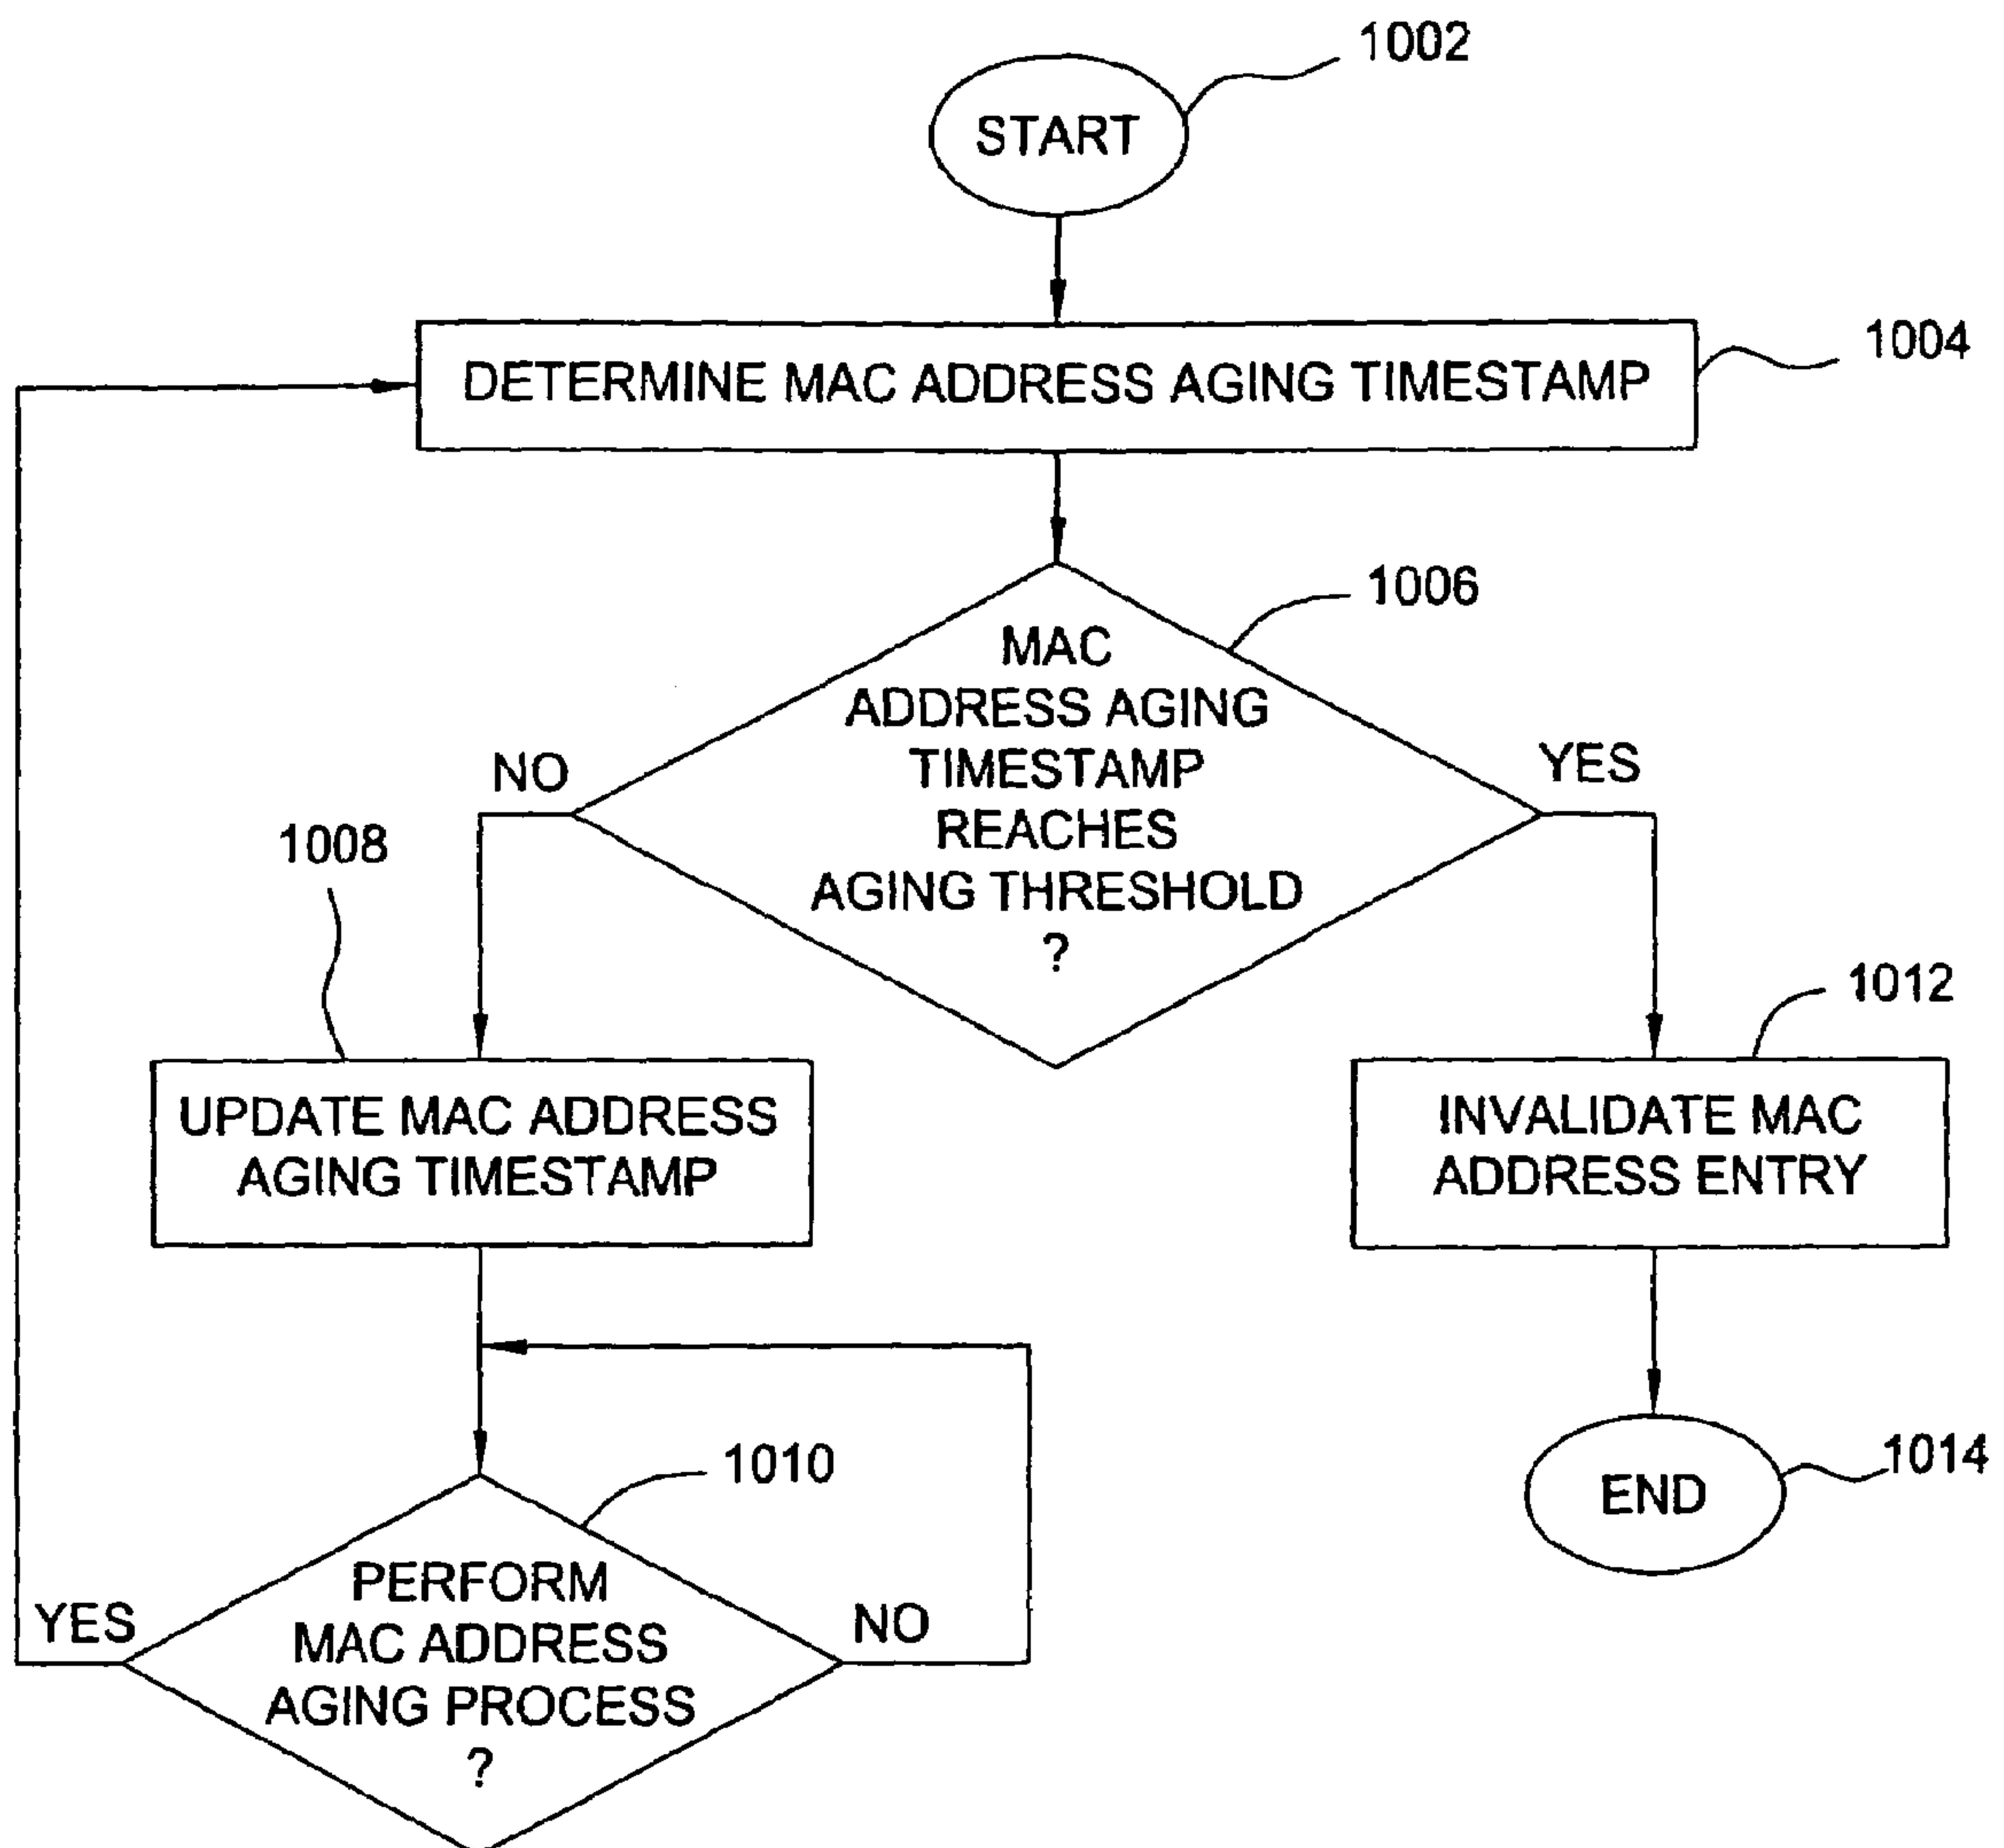 1002
START
1004
DETERMINE MAC ADDRESS AGING TIMESTAMP
1006
MAC
ADDRESS AGING
TIMESTAMP
REACHES
AGING THRESHOLD
?
NO
YES
1008
UPDATE MAC ADDRESS
AGING TIMESTAMP
1012
INVALIDATE MAC
ADDRESS ENTRY
1010
PERFORM
MAC ADDRESS
AGING PROCESS
?
YES
NO
1014
END